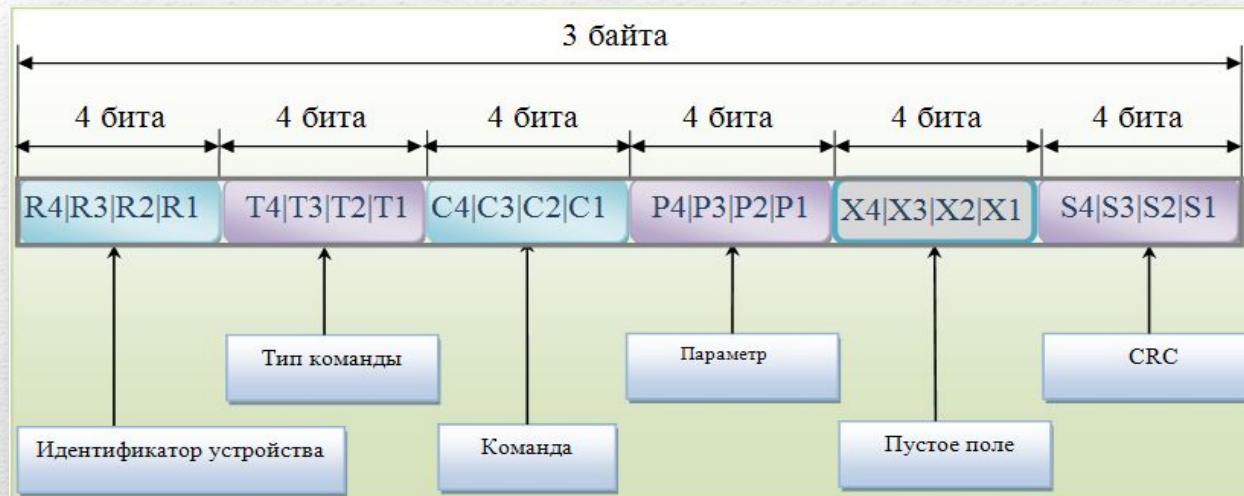 3 байта
4 бита 4 бита 4 бита 4 бита 4 бита 4 бита
R4|R3|R2|R1 T4|T3|T2|T1 C4|C3|C2|C1 P4|P3|P2|P1 X4|X3|X2|X1 S4|S3|S2|S1
Тип команды Параметр CRC
Идентификатор устройства Команда Пустое поле